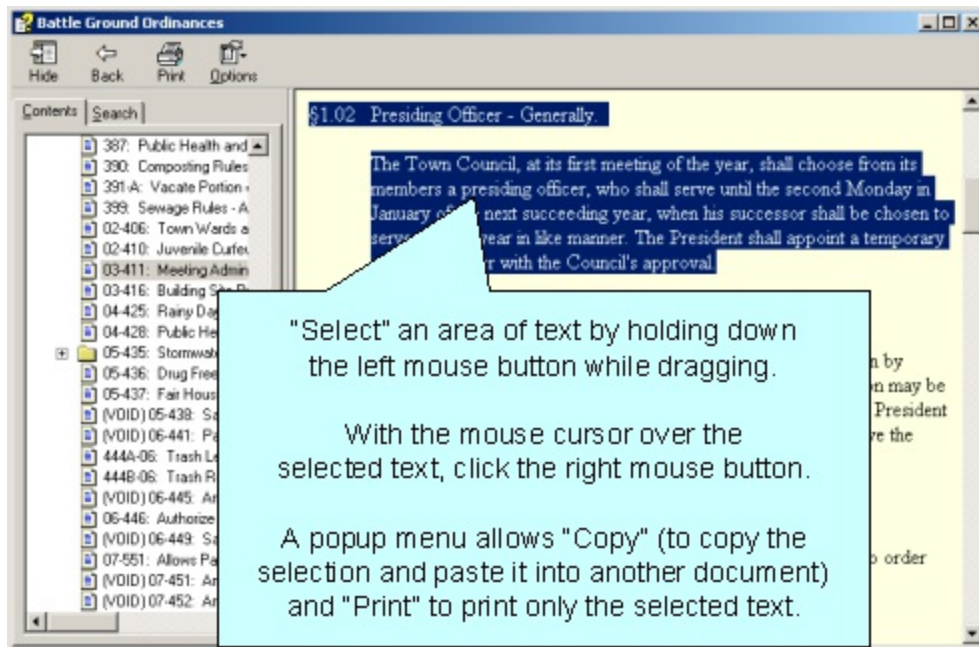 Battle Ground Ordinances
Hide Back Print Options
Contents Search
387: Public Health and
390: Composting Rules
391-A: Vacate Portion
399: Sewage Rules - A
02-406: Town Wards a
02-410: Juvenile Curfew
03-411: Meeting Admin
03-416: Building
04-425: Rainy Day
04-428: Public He
05-435: Stormwat
05-436: Drug Free
05-437: Fair Hous
(VOID) 05-438: Sa
(VOID) 06-441: Pa
444A-06: Trash Le
444B-06: Trash R
(VOID) 06-445: Ar
06-446: Authorize
(VOID) 06-449: Sa
07-551: Allows Pa
(VOID) 07-451: Ar
(VOID) 07-452: Ar
§1.02 Presiding Officer - Generally.
The Town Council, at its first meeting of the year, shall choose from its
members a presiding officer, who shall serve until the second Monday in
January of next succeeding year, when his successor shall be chosen to
serve year in like manner. The President shall appoint a temporary
r with the Council's approval.
n by
n may be
President
ve the
o order
"Select" an area of text by holding down
the left mouse button while dragging.
With the mouse cursor over the
selected text, click the right mouse button.
A popup menu allows "Copy" (to copy the
selection and paste it into another document)
and "Print" to print only the selected text.